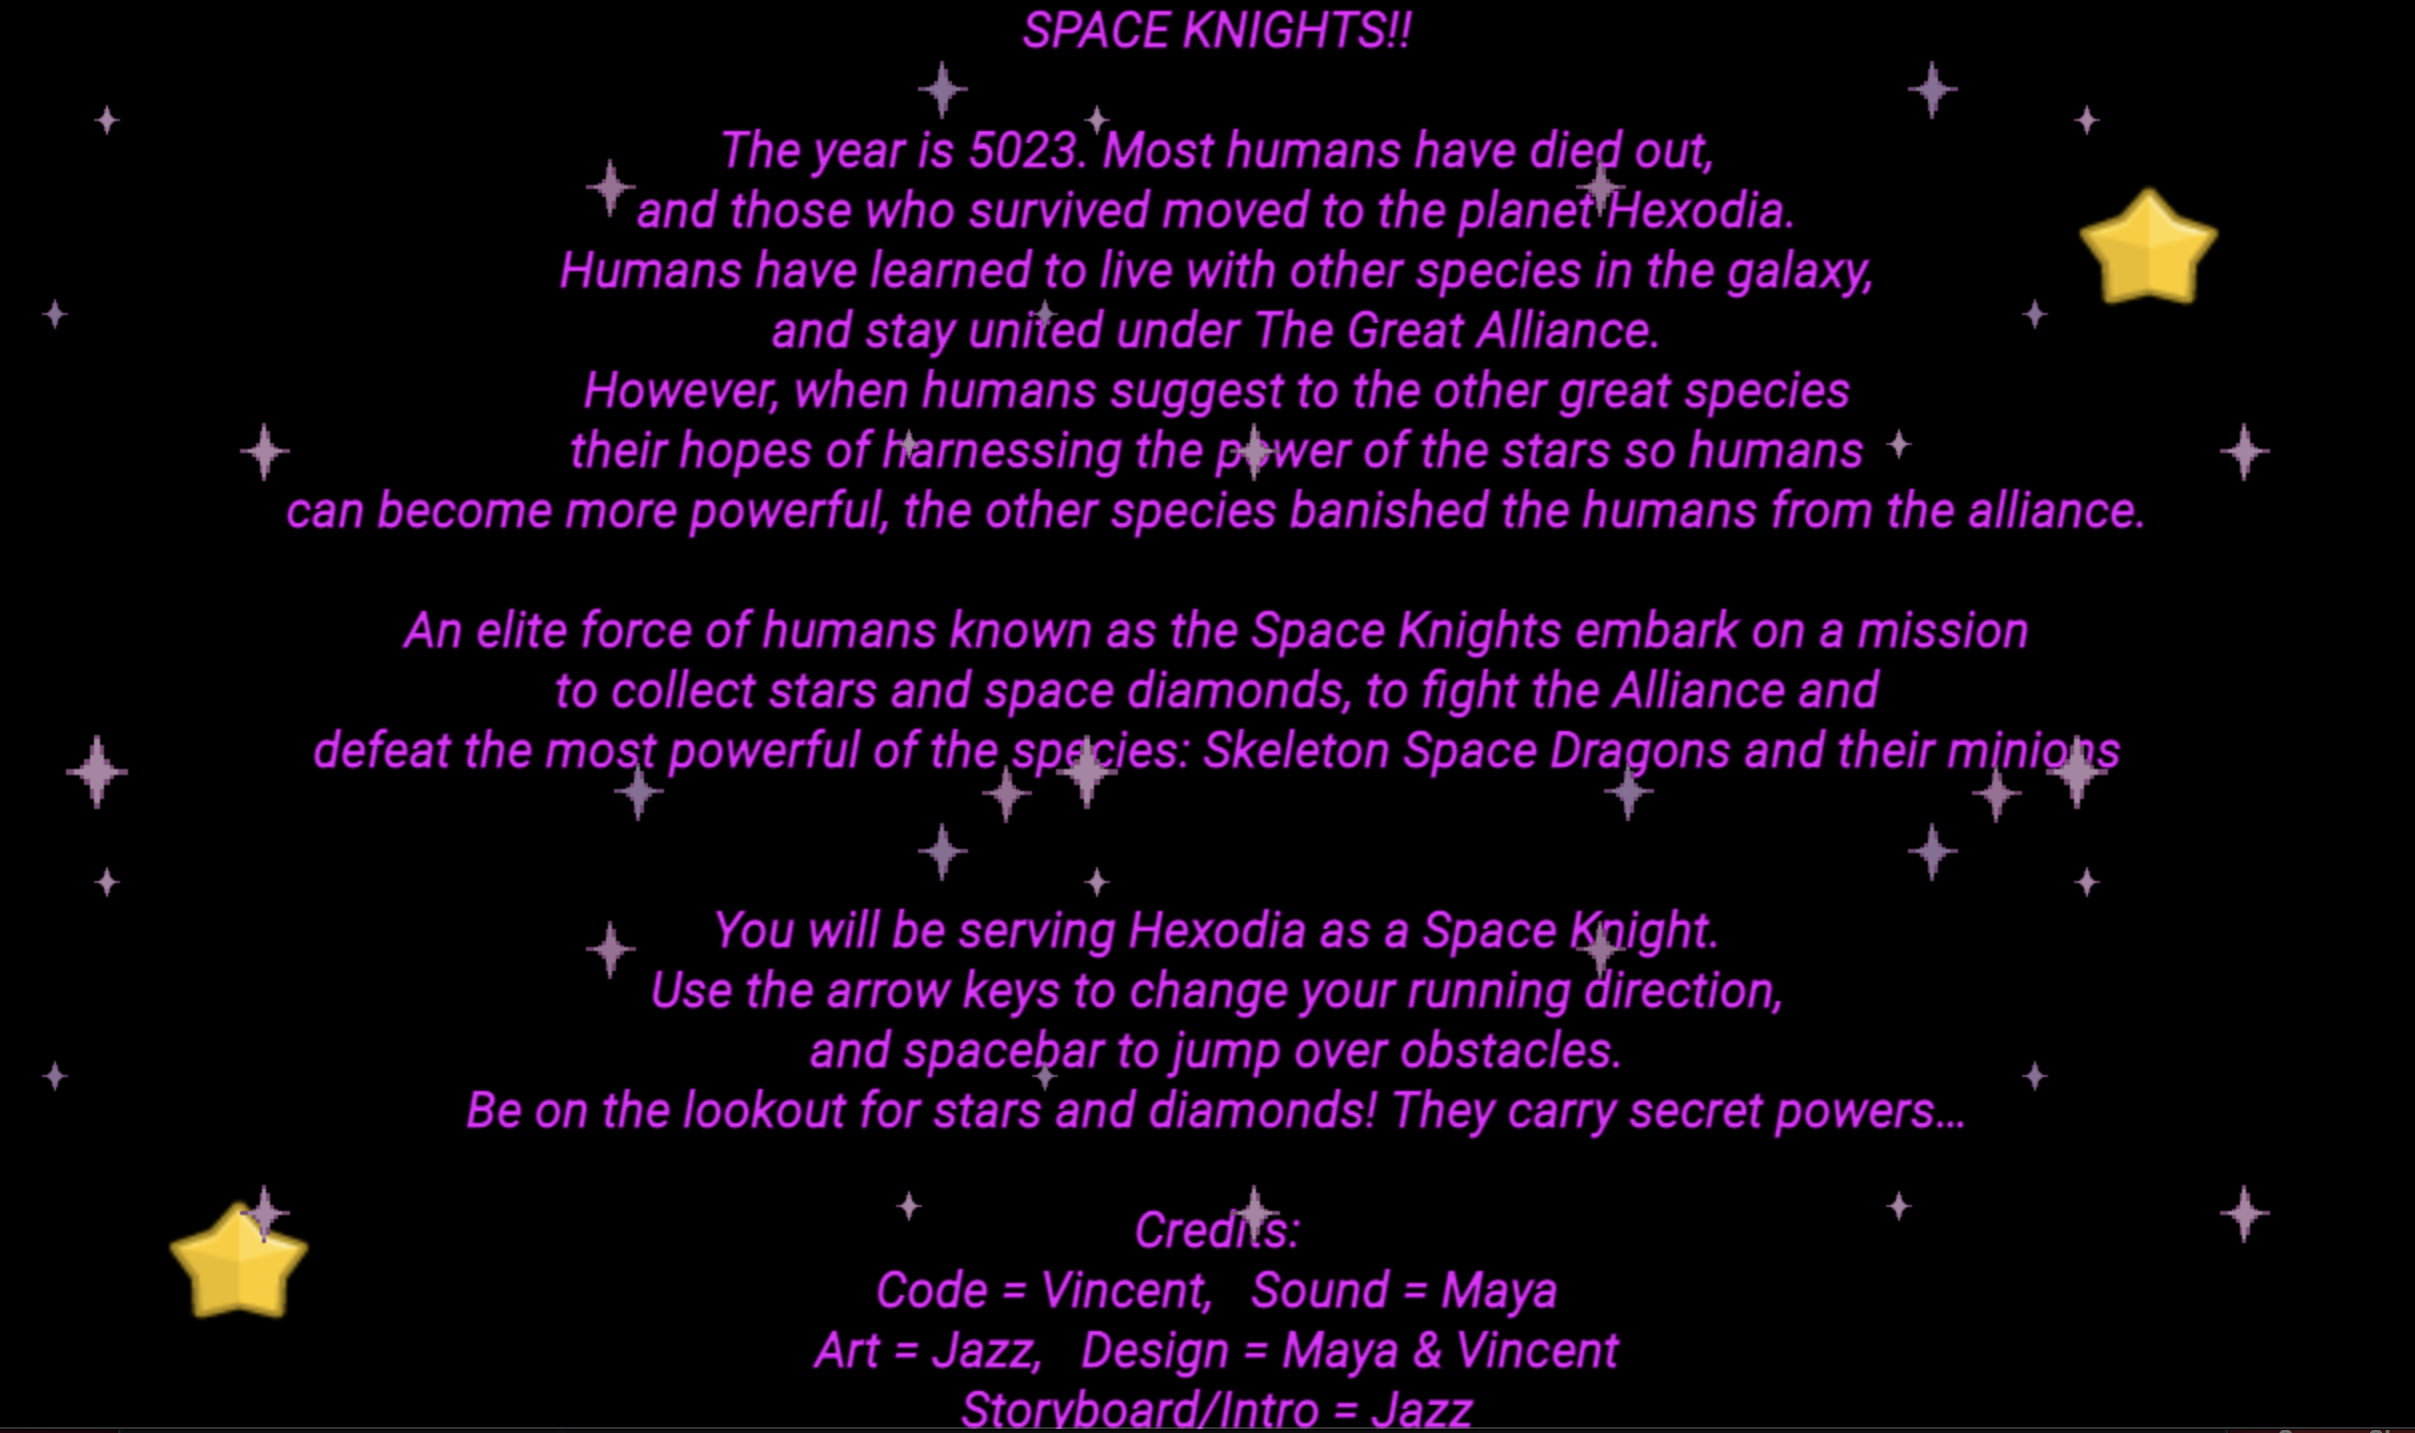 SPACE KNIGHTS!!
The year is 5023. Most humans have died out,
and those who survived moved to the planet Hexodia.
Humans have learned to live with other species in the galaxy,
and stay united under The Great Alliance.
However, when humans suggest to the other great species
their hopes of harnessing the power of the stars so humans
can become more powerful, the other species banished the humans from the alliance.
An elite force of humans known as the Space Knights embark on a mission
to collect stars and space diamonds, to fight the Alliance and
defeat the most powerful of the species: Skeleton Space Dragons and their minions
You will be serving Hexodia as a Space Knight.
Use the arrow keys to change your running direction,
and spacebar to jump over obstacles.
Be on the lookout for stars and diamonds! They carry secret powers...
Credits:
Code = Vincent, Sound = Maya
Art = Jazz, Design = Maya & Vincent
Storyboard/Intro = Jazz